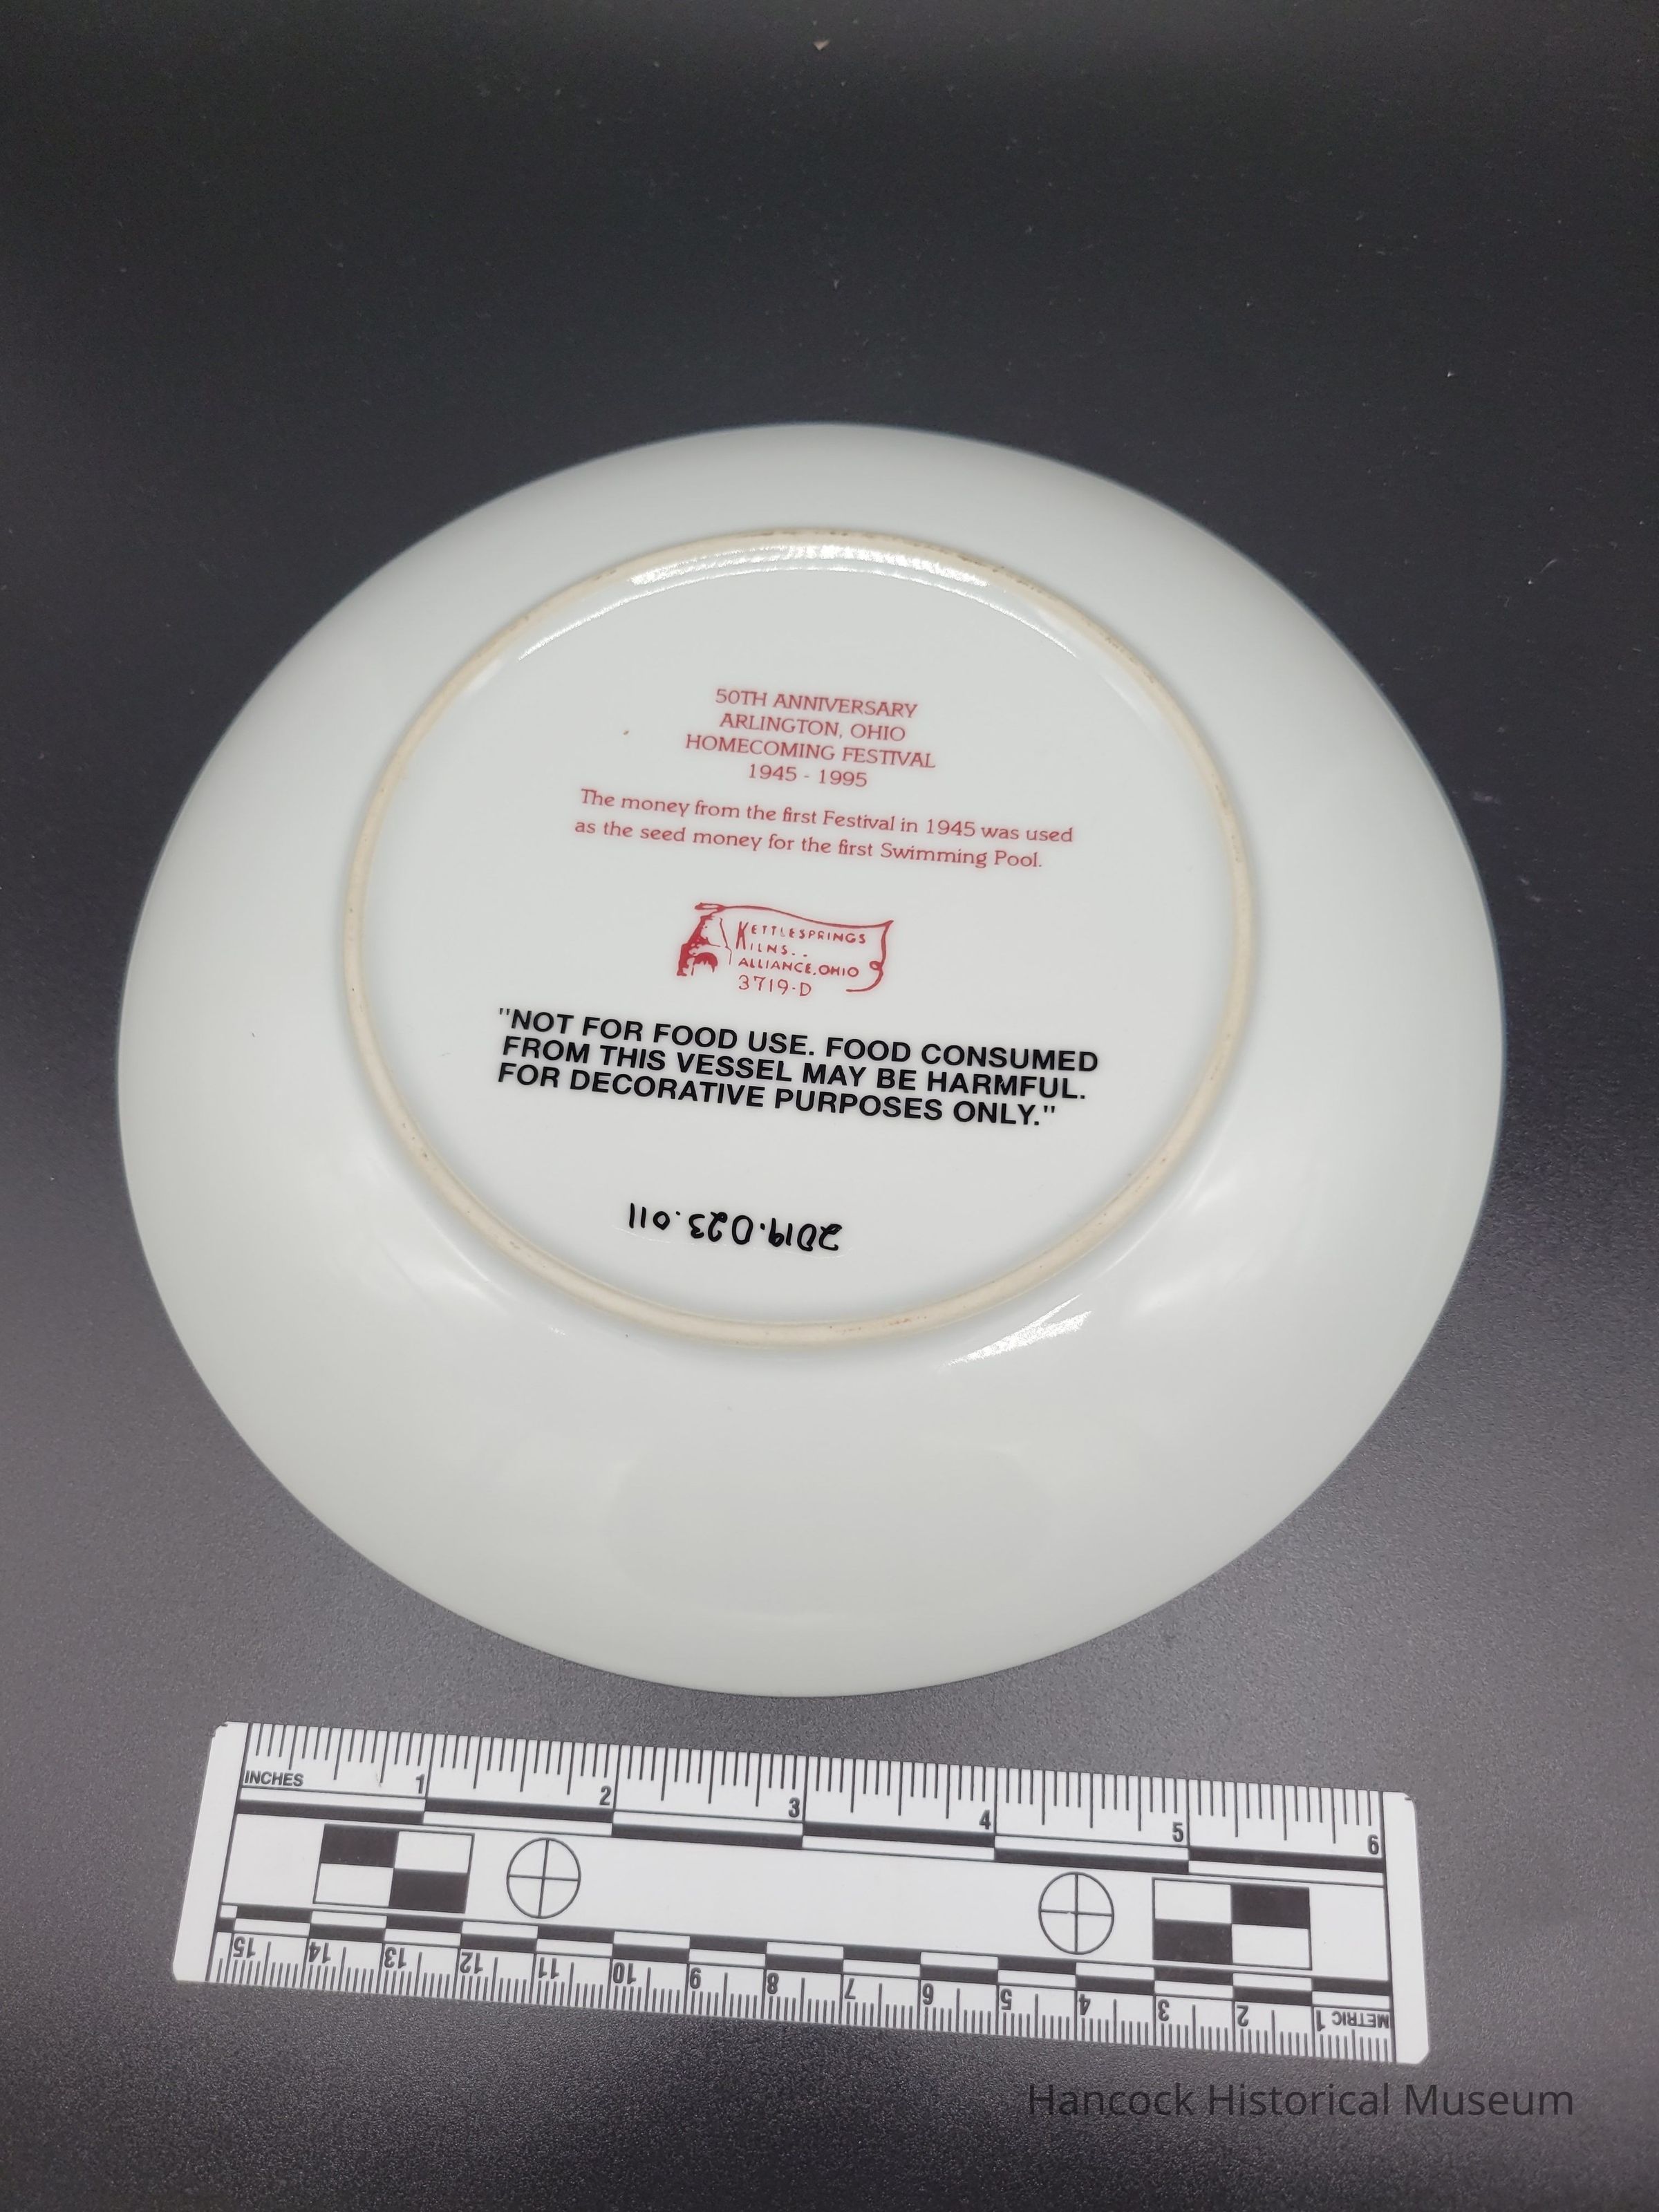 50TH ANNIVERSARY
ARLINGTON, OHIO
HOMECOMING FESTIVAL
1945 - 1995
The money from the first Festival in 1945 was used
as the seed money for the first Swimming Pool.
KETTLESPRINGS
KILNS..
ALLIANCE, OHIO
3719-D
"NOT FOR FOOD USE. FOOD CONSUMED
FROM THIS VESSEL MAY BE HARMFUL.
FOR DECORATIVE PURPOSES ONLY."
2019.023.011
INCHES 1 2 3 4 5 6
15 14 13 12 11 10 9 8 7 6 5 4 3 2 1 METRIC
Hancock Historical Museum